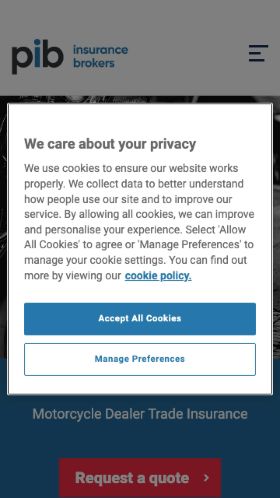 pib insurance
brokers
We care about your privacy
We use cookies to ensure our website works
properly. We collect data to better understand
how people use our site and to improve our
service. By allowing all cookies, we can improve
and personalise your experience. Select 'Allow
All Cookies' to agree or 'Manage Preferences' to
manage your cookie settings. You can find out
more by viewing our cookie policy.
Accept All Cookies
Manage Preferences
Motorcycle Dealer Trade Insurance
Request a quote